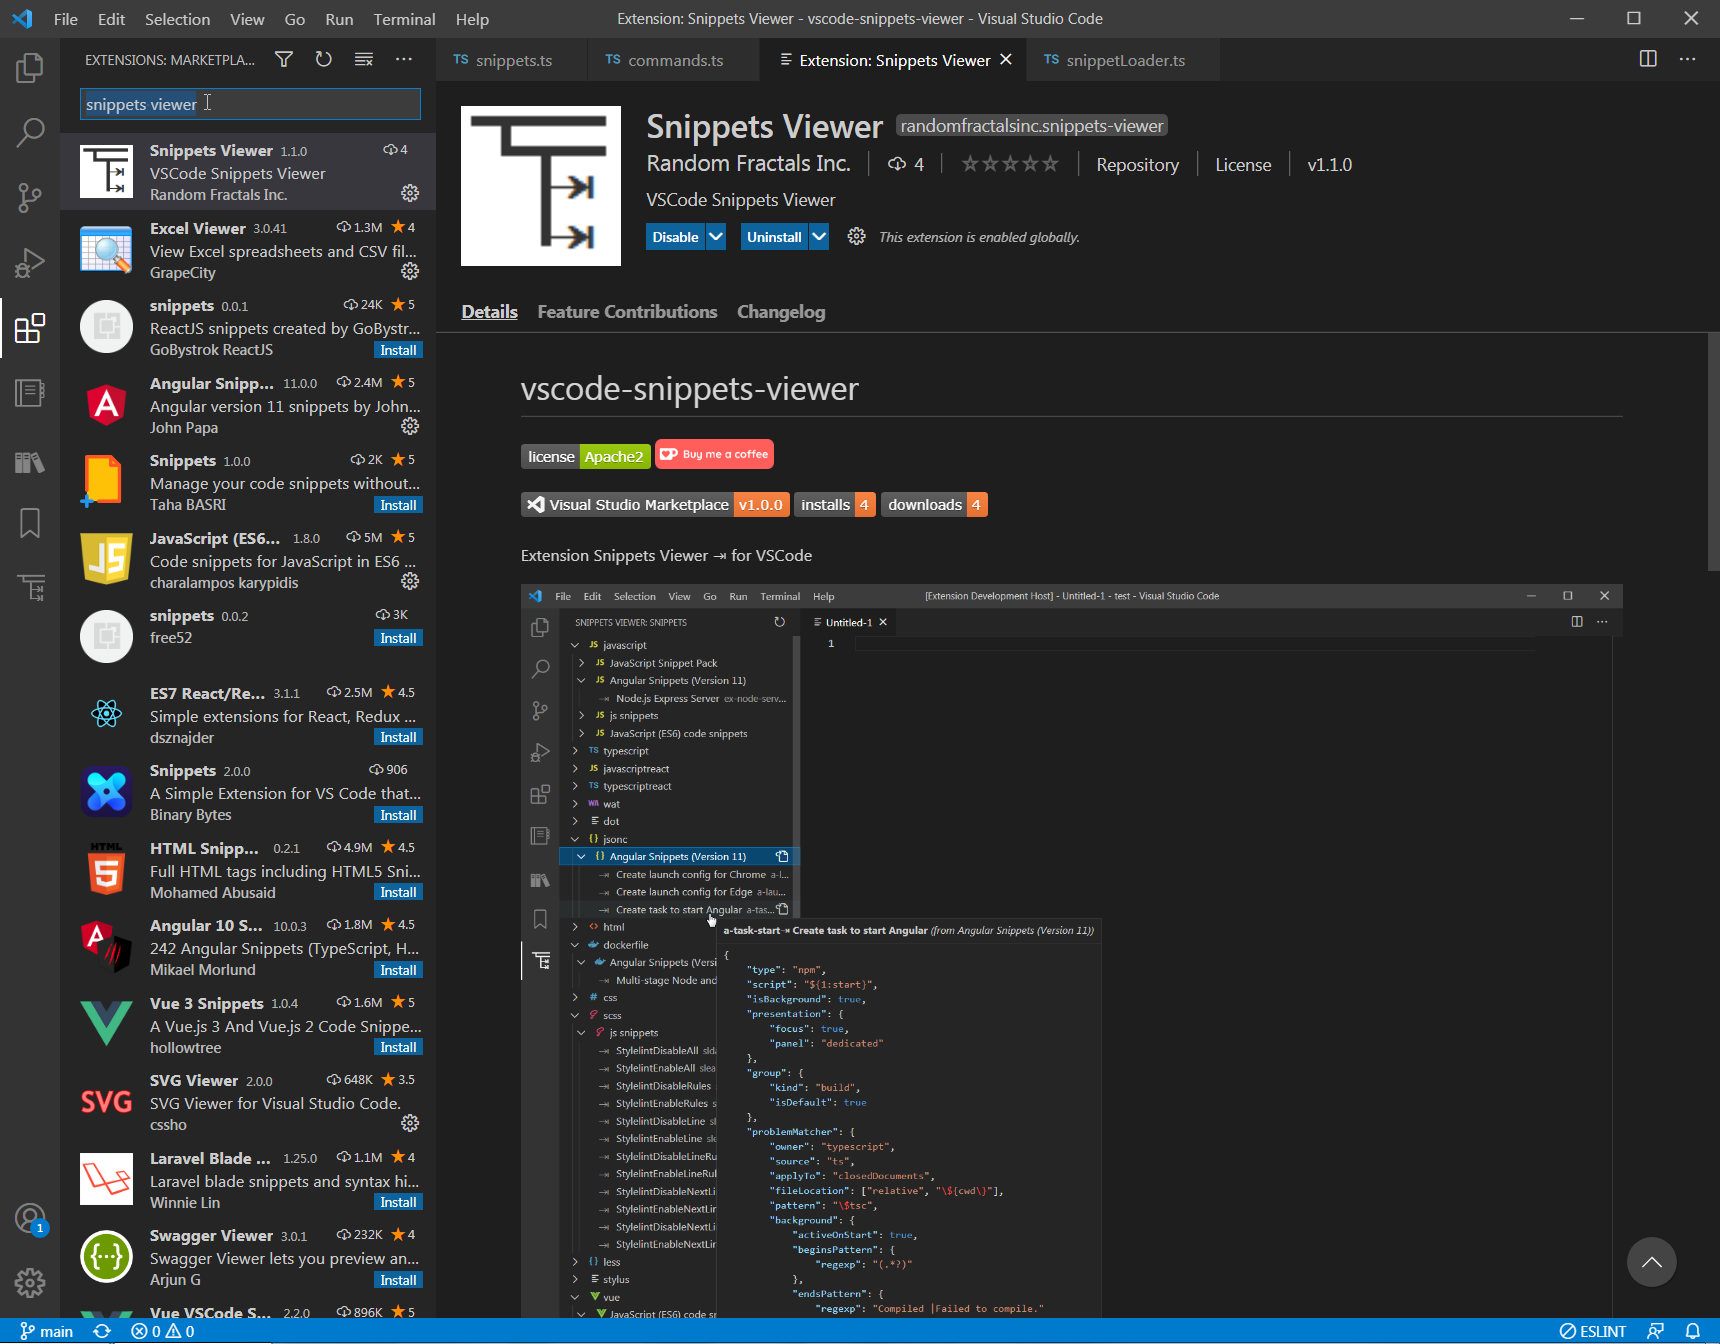 File Edit Selection View Go Run Terminal Help
Extension: Snippets Viewer - vscode-snippets-viewer - Visual Studio Code
EXTENSIONS: MARKETPLA...
snippets viewer
Snippets Viewer 1.1.0 4
VSCode Snippets Viewer
Random Fractals Inc.
Excel Viewer 3.0.41 1.3M 4
View Excel spreadsheets and CSV fil...
GrapeCity
snippets 0.0.1 24K 5
ReactJS snippets created by GoBystr...
GoBystrok ReactJS Install
Angular Snipp... 11.0.0 2.4M 5
Angular version 11 snippets by John...
John Papa
Snippets 1.0.0 2K 5
Manage your code snippets without...
Taha BASRI Install
JS
JavaScript (ES6... 1.8.0 5M 5
Code snippets for JavaScript in ES6 ...
charalampos karypidis
snippets 0.0.2 3K
free52 Install
ES7 React/Re... 3.1.1 2.5M 4.5
Simple extensions for React, Redux ...
dsznajder Install
Snippets 2.0.0 906
A Simple Extension for VS Code that...
Binary Bytes Install
HTML
5
HTML Snipp... 0.2.1 4.9M 4.5
Full HTML tags including HTML5 Sni...
Mohamed Abusaid Install
Angular 10 S... 10.0.3 1.8M 4.5
242 Angular Snippets (TypeScript, H...
Mikael Morlund Install
Vue 3 Snippets 1.0.4 1.6M 5
A Vue.js 3 And Vue.js 2 Code Snippe...
hollowtree Install
SVG
SVG Viewer 2.0.0 648K 3.5
SVG Viewer for Visual Studio Code.
cssho
Laravel Blade ... 1.25.0 1.1M 4
Laravel blade snippets and syntax hi...
Winnie Lin Install
{···}
Swagger Viewer 3.0.1 232K 4
Swagger Viewer lets you preview an...
Arjun G Install
Vue VSCode S... 2.2.0 896K 5
1
TS snippets.ts
TS commands.ts
Extension: Snippets Viewer
TS snippetLoader.ts
Snippets Viewer randomfractalsinc.snippets-viewer
Random Fractals Inc. 4 Repository License v1.1.0
VSCode Snippets Viewer
Disable Uninstall This extension is enabled globally.
Details Feature Contributions Changelog
vscode-snippets-viewer
license Apache2 Buy me a coffee
Visual Studio Marketplace v1.0.0 installs 4 downloads 4
Extension Snippets Viewer ⇥ for VSCode
File Edit Selection View Go Run Terminal Help
[Extension Development Host] - Untitled-1 - test - Visual Studio Code
SNIPPETS VIEWER: SNIPPETS
Untitled-1
1
JS javascript
JS JavaScript Snippet Pack
JS Angular Snippets (Version 11)
⇥ Node.js Express Server ex-node-serv...
JS js snippets
JS JavaScript (ES6) code snippets
TS typescript
JS javascriptreact
TS typescriptreact
WA wat
dot
{} jsonc
{} Angular Snippets (Version 11)
⇥ Create launch config for Chrome a-l...
⇥ Create launch config for Edge a-lau...
⇥ Create task to start Angular a-tas...
<> html
dockerfile
Angular Snippets (Versi
⇥ Multi-stage Node and
# css
scss
js snippets
⇥ StylelintDisableAll slda
⇥ StylelintEnableAll slea
⇥ StylelintDisableRules
⇥ StylelintEnableRules s
⇥ StylelintDisableLine sl
⇥ StylelintEnableLine sle
⇥ StylelintDisableLineRu
⇥ StylelintEnableLineRul
⇥ StylelintDisableNextLi
⇥ StylelintEnableNextLir
⇥ StylelintDisableNextLi
⇥ StylelintEnableNextLir
{} less
stylus
vue
JavaScript (ES6) code sr
a-task-start⇥ Create task to start Angular (from Angular Snippets (Version 11))
{
"type": "npm",
"script": "${1:start}",
"isBackground": true,
"presentation": {
"focus": true,
"panel": "dedicated"
},
"group": {
"kind": "build",
"isDefault": true
},
"problemMatcher": {
"owner": "typescript",
"source": "ts",
"applyTo": "closedDocuments",
"fileLocation": ["relative", "\${cwd\}"],
"pattern": "\$tsc",
"background": {
"activeOnStart": true,
"beginsPattern": {
"regexp": "(.*?)"
},
"endsPattern": {
"regexp": "Compiled |Failed to compile."
main 0 0
ESLINT